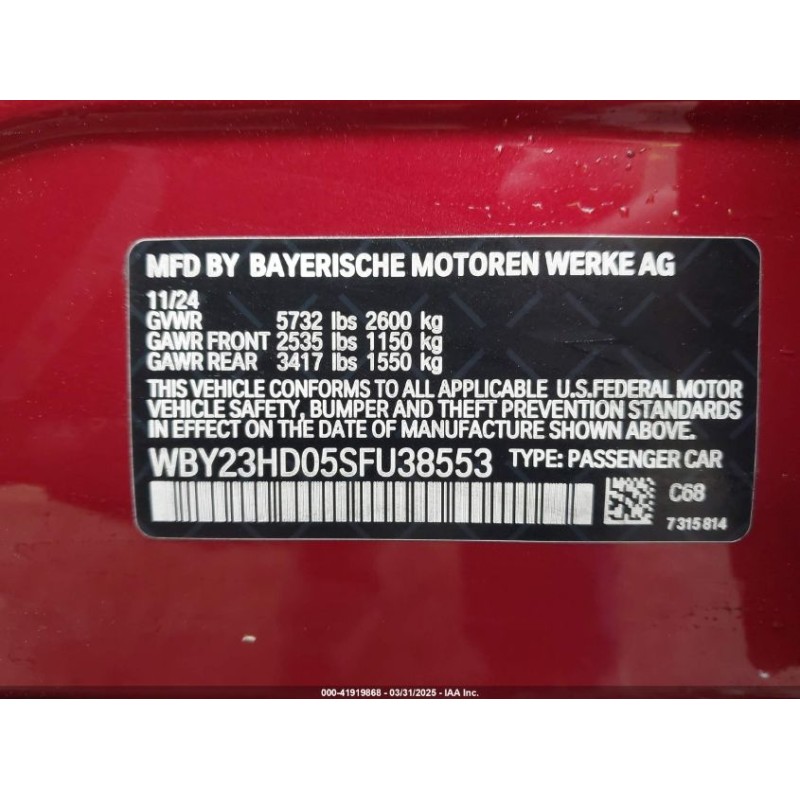 MFD BY BAYERISCHE MOTOREN WERKE AG
11/24
GVWR 5732 lbs 2600 kg
GAWR FRONT 2535 lbs 1150 kg
GAWR REAR 3417 lbs 1550 kg
THIS VEHICLE CONFORMS TO ALL APPLICABLE U.S.FEDERAL MOTOR
VEHICLE SAFETY, BUMPER AND THEFT PREVENTION STANDARDS
IN EFFECT ON THE DATE OF MANUFACTURE SHOWN ABOVE.
WBY23HD05SFU38553 TYPE: PASSENGER CAR
C68
7315814
000-41919868 - 03/31/2025 - IAA Inc.